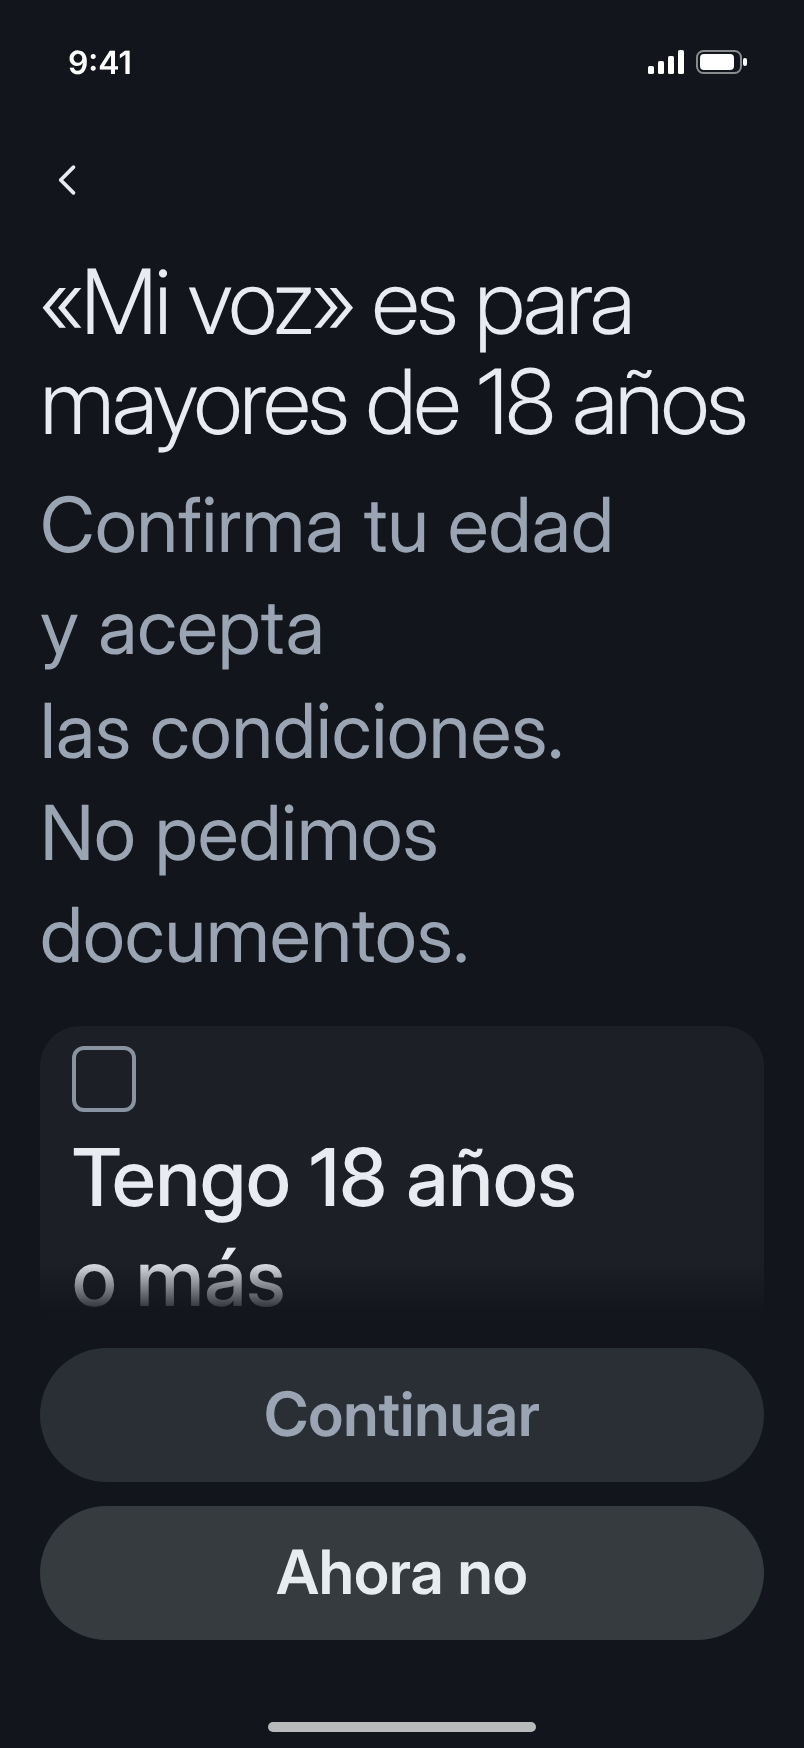 9:41
«Mi voz» es para
mayores de 18 años
Confirma tu edad
y acepta
las condiciones.
No pedimos
documentos.
Tengo 18 años
o más
Continuar
Ahora no